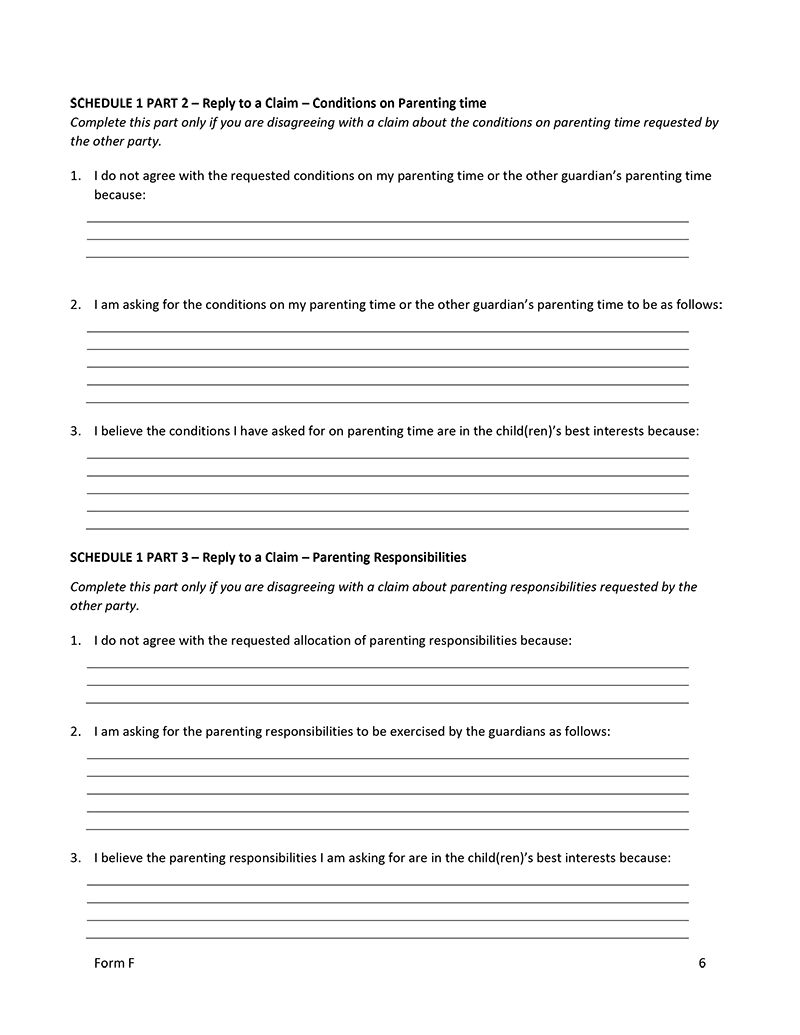 SCHEDULE 1 PART 2 – Reply to a Claim – Conditions on Parenting time
Complete this part only if you are disagreeing with a claim about the conditions on parenting time requested by
the other party.
1. I do not agree with the requested conditions on my parenting time or the other guardian’s parenting time
because:
2. I am asking for the conditions on my parenting time or the other guardian’s parenting time to be as follows:
3. I believe the conditions I have asked for on parenting time are in the child(ren)’s best interests because:
SCHEDULE 1 PART 3 – Reply to a Claim – Parenting Responsibilities
Complete this part only if you are disagreeing with a claim about parenting responsibilities requested by the
other party.
1. I do not agree with the requested allocation of parenting responsibilities because:
2. I am asking for the parenting responsibilities to be exercised by the guardians as follows:
3. I believe the parenting responsibilities I am asking for are in the child(ren)’s best interests because:
Form F 6